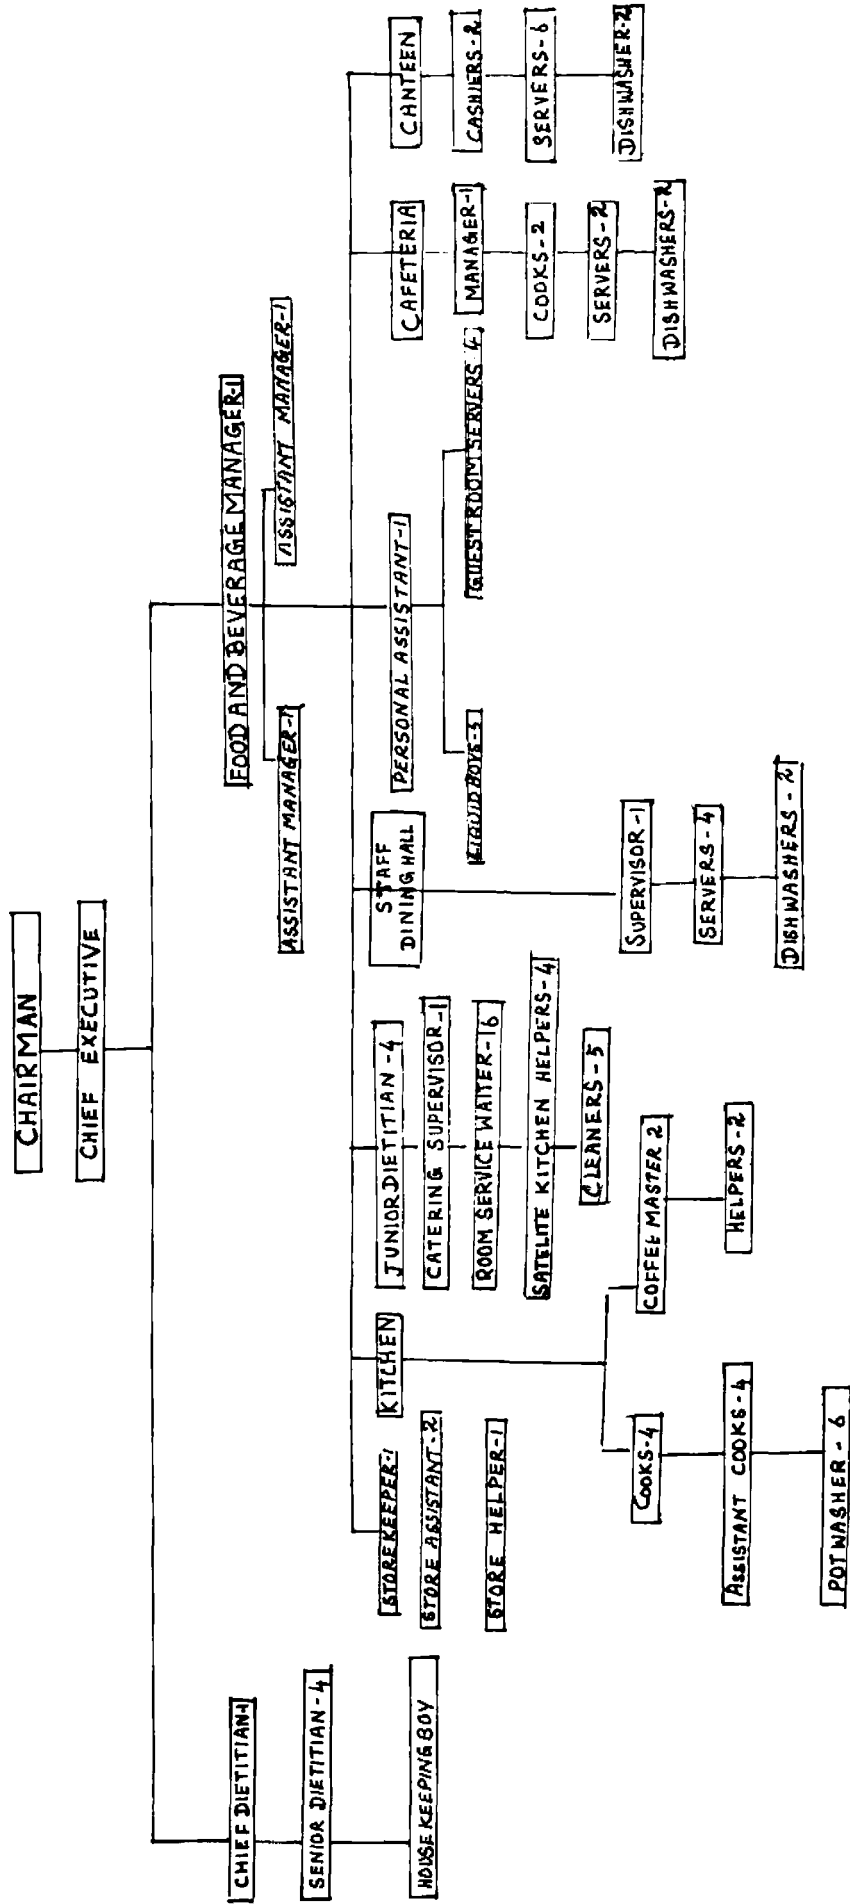 CHAIRMAN
CHIEF EXECUTIVE
CHIEF DIETITIAN-1
SENIOR DIETITIAN-4
HOUSE KEEPING BOY
FOOD AND BEVERAGE MANAGER-1
ASSISTANT MANAGER-1
ASSISTANT MANAGER-1
STORE KEEPER-1
STORE ASSISTANT-2
STORE HELPER-1
KITCHEN
COOKS-4
ASSISTANT COOKS-4
POTWASHER-6
COFFEE MASTER 2
HELPERS-2
JUNIOR DIETITIAN-4
CATERING SUPERVISOR-1
ROOM SERVICE WAITER-16
SATELITE KITCHEN HELPERS-4
CLEANERS-5
STAFF
DINING HALL
SUPERVISOR-1
SERVERS-4
DISHWASHERS-2
PERSONAL ASSISTANT-1
LIQUID BOYS-3
GUEST ROOM SERVERS 4
CAFETERIA
MANAGER-1
COOKS-2
SERVERS-2
DISHWASHERS-2
CANTEEN
CASHIERS-2
SERVERS-6
DISHWASHER-2